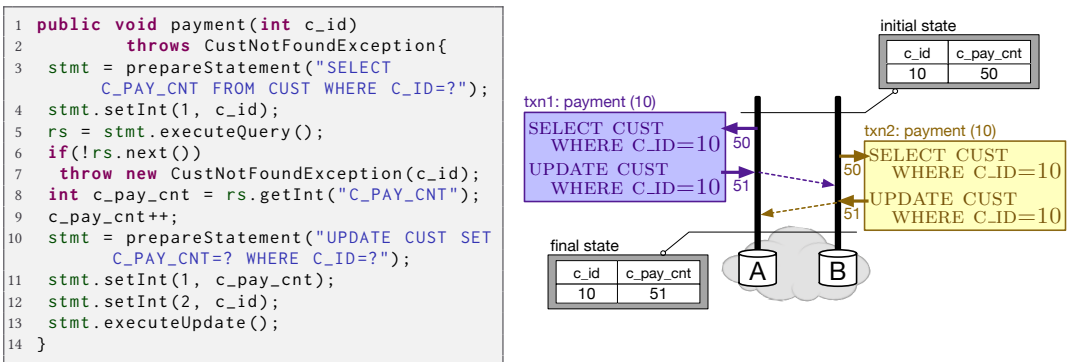 1 public void payment(int c_id)
2 throws CustNotFoundException{
3 stmt = prepareStatement("SELECT
C_PAY_CNT FROM CUST WHERE C_ID=?");
4 stmt.setInt(1, c_id);
5 rs = stmt.executeQuery();
6 if(!rs.next())
7 throw new CustNotFoundException(c_id);
8 int c_pay_cnt = rs.getInt("C_PAY_CNT");
9 c_pay_cnt++;
10 stmt = prepareStatement("UPDATE CUST SET
C_PAY_CNT=? WHERE C_ID=?");
11 stmt.setInt(1, c_pay_cnt);
12 stmt.setInt(2, c_id);
13 stmt.executeUpdate();
14 }
initial state
c_id c_pay_cnt
10 50
txn1: payment (10)
SELECT CUST
WHERE C_ID=10
50
UPDATE CUST
WHERE C_ID=10
51
txn2: payment (10)
SELECT CUST
50
WHERE C_ID=10
UPDATE CUST
51
WHERE C_ID=10
final state
c_id c_pay_cnt
10 51
A B